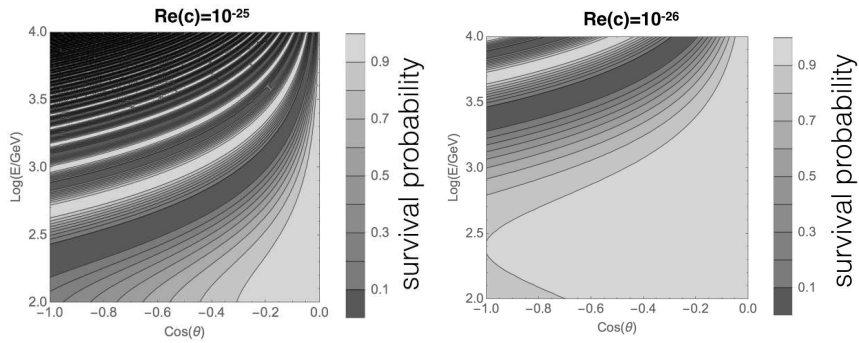 Re(c)=10⁻²⁵
4.0
3.5
3.0
2.5
2.0
Log(E/GeV)
−1.0 −0.8 −0.6 −0.4 −0.2 0.0
Cos(θ)
0.9
0.7
0.5
0.3
0.1
survival probability
Re(c)=10⁻²⁶
4.0
3.5
3.0
2.5
2.0
Log(E/GeV)
−1.0 −0.8 −0.6 −0.4 −0.2 0.0
Cos(θ)
0.9
0.7
0.5
0.3
0.1
survival probability